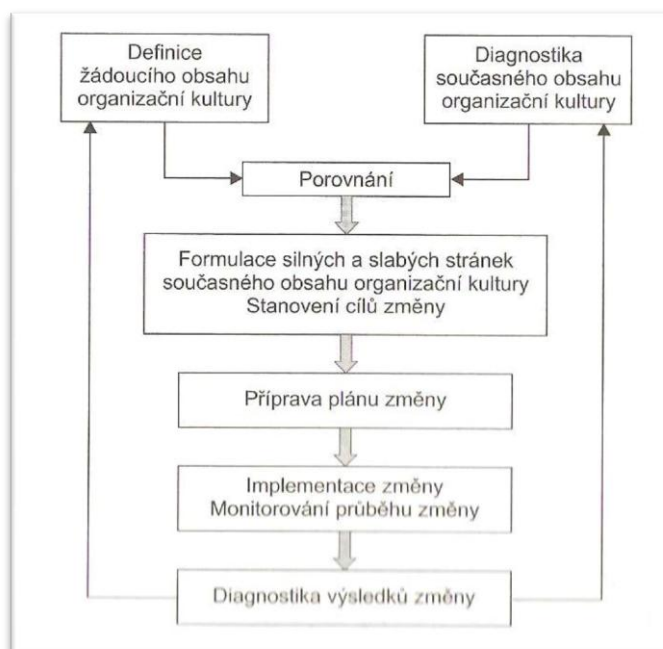 Definice
žádoucího obsahu
organizační kultury
Diagnostika
současného obsahu
organizační kultury
Porovnání
Formulace silných a slabých stránek
současného obsahu organizační kultury
Stanovení cílů změny
Příprava plánu změny
Implementace změny
Monitorování průběhu změny
Diagnostika výsledků změny